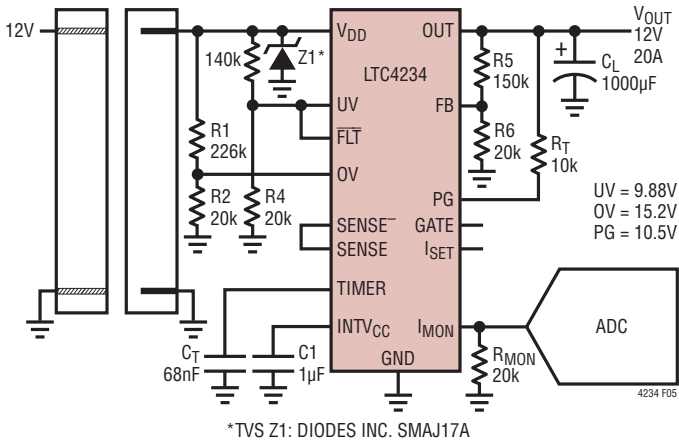 12V
140k
Z1*
VDD
OUT
VOUT
12V
20A
LTC4234
R5
150k
+
CL
1000µF
UV
FB
FLT
R1
226k
R6
20k
RT
10k
OV
R2
20k
R4
20k
PG
UV = 9.88V
OV = 15.2V
PG = 10.5V
SENSE–
GATE
SENSE
ISET
TIMER
INTVCC
IMON
ADC
CT
68nF
C1
1µF
GND
RMON
20k
4234 F05
*TVS Z1: DIODES INC. SMAJ17A